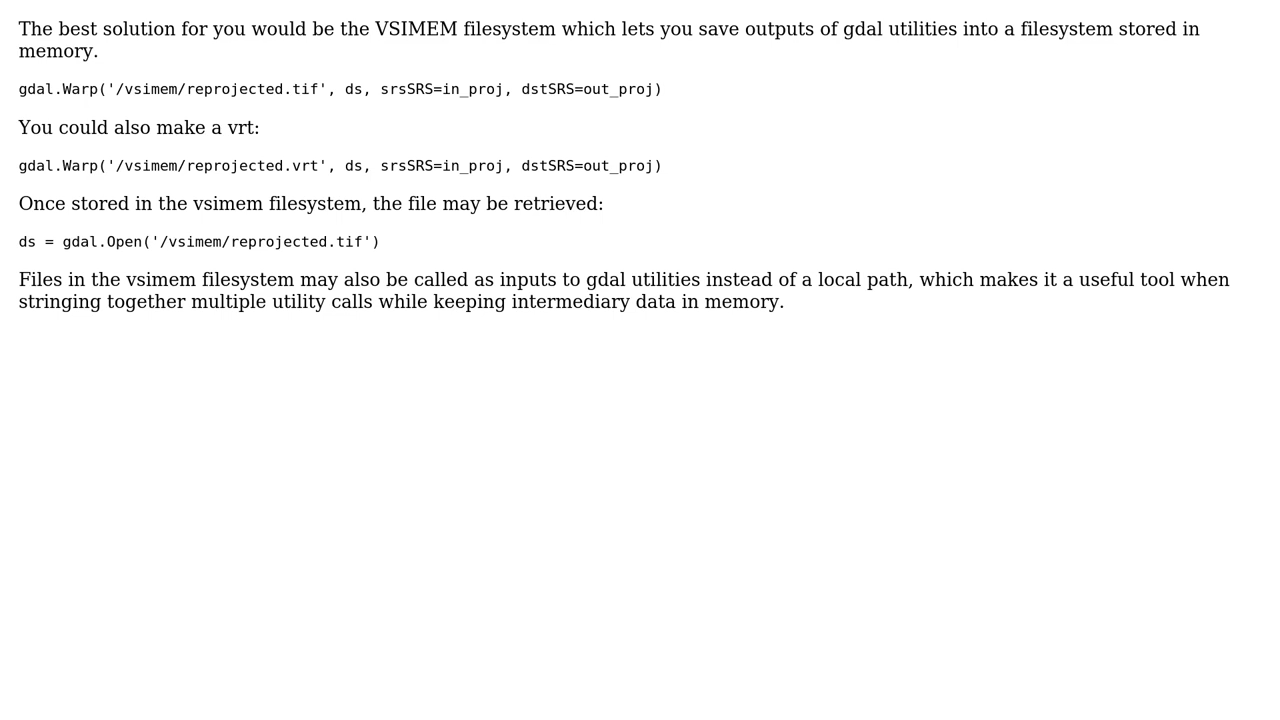 The best solution for you would be the VSIMEM filesystem which lets you save outputs of gdal utilities into a filesystem stored in
memory.
gdal.Warp('/vsimem/reprojected.tif', ds, srsSRS=in_proj, dstSRS=out_proj)
You could also make a vrt:
gdal.Warp('/vsimem/reprojected.vrt', ds, srsSRS=in_proj, dstSRS=out_proj)
Once stored in the vsimem filesystem, the file may be retrieved:
ds = gdal.Open('/vsimem/reprojected.tif')
Files in the vsimem filesystem may also be called as inputs to gdal utilities instead of a local path, which makes it a useful tool when
stringing together multiple utility calls while keeping intermediary data in memory.